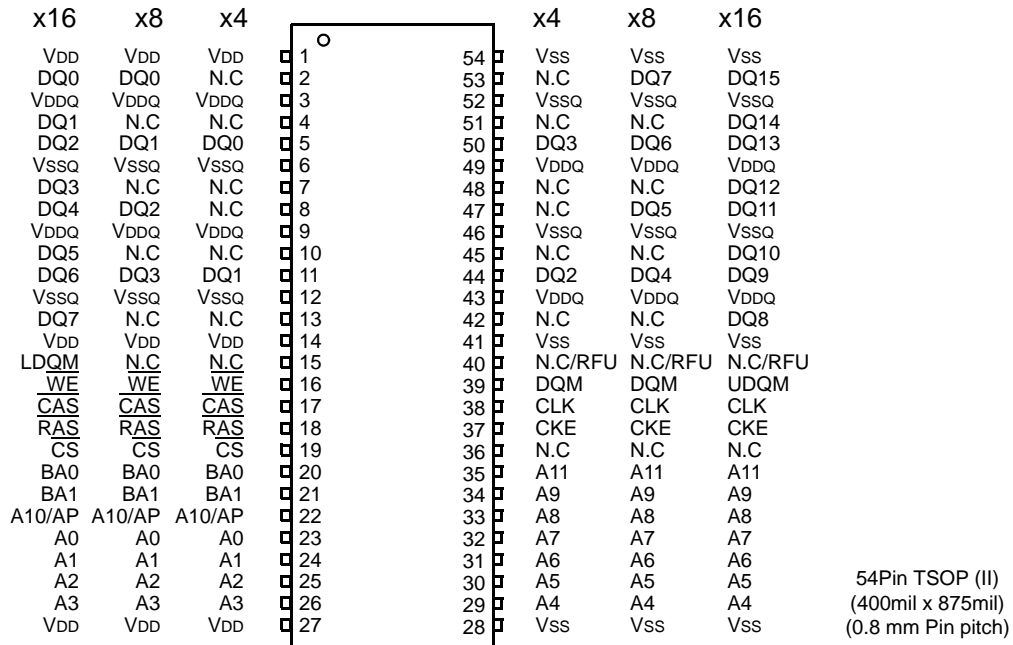 x16 x8 x4 x4 x8 x16
VDD VDD VDD 1 54 VSS VSS VSS
DQ0 DQ0 N.C 2 53 N.C DQ7 DQ15
VDDQ VDDQ VDDQ 3 52 VSSQ VSSQ VSSQ
DQ1 N.C N.C 4 51 N.C N.C DQ14
DQ2 DQ1 DQ0 5 50 DQ3 DQ6 DQ13
VSSQ VSSQ VSSQ 6 49 VDDQ VDDQ VDDQ
DQ3 N.C N.C 7 48 N.C N.C DQ12
DQ4 DQ2 N.C 8 47 N.C DQ5 DQ11
VDDQ VDDQ VDDQ 9 46 VSSQ VSSQ VSSQ
DQ5 N.C N.C 10 45 N.C N.C DQ10
DQ6 DQ3 DQ1 11 44 DQ2 DQ4 DQ9
VSSQ VSSQ VSSQ 12 43 VDDQ VDDQ VDDQ
DQ7 N.C N.C 13 42 N.C N.C DQ8
VDD VDD VDD 14 41 VSS VSS VSS
LDQM N.C N.C 15 40 N.C/RFU N.C/RFU N.C/RFU
WE WE WE 16 39 DQM DQM UDQM
CAS CAS CAS 17 38 CLK CLK CLK
RAS RAS RAS 18 37 CKE CKE CKE
CS CS CS 19 36 N.C N.C N.C
BA0 BA0 BA0 20 35 A11 A11 A11
BA1 BA1 BA1 21 34 A9 A9 A9
A10/AP A10/AP A10/AP 22 33 A8 A8 A8
A0 A0 A0 23 32 A7 A7 A7
A1 A1 A1 24 31 A6 A6 A6
A2 A2 A2 25 30 A5 A5 A5
A3 A3 A3 26 29 A4 A4 A4
VDD VDD VDD 27 28 VSS VSS VSS
54Pin TSOP (II)
(400mil x 875mil)
(0.8 mm Pin pitch)